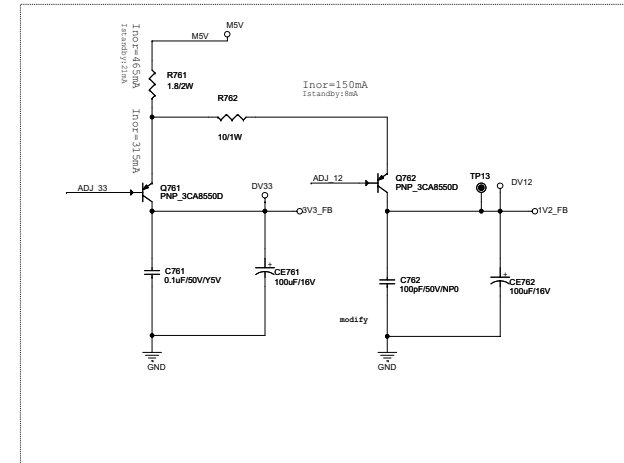 M5V
M5V
Inor=465mA
Istandby:21mA
R761
1.8/2W
R762
10/1W
Inor=150mA
Istandby:8mA
Inor=315mA
ADJ_33
Q761
PNP_3CA8550D
DV33
3V3_FB
ADJ_12
Q762
PNP_3CA8550D
TP13
DV12
1V2_FB
C761
0.1uF/50V/Y5V
CE761
100uF/16V
C762
100pF/50V/NP0
CE762
100uF/16V
modify
GND
GND